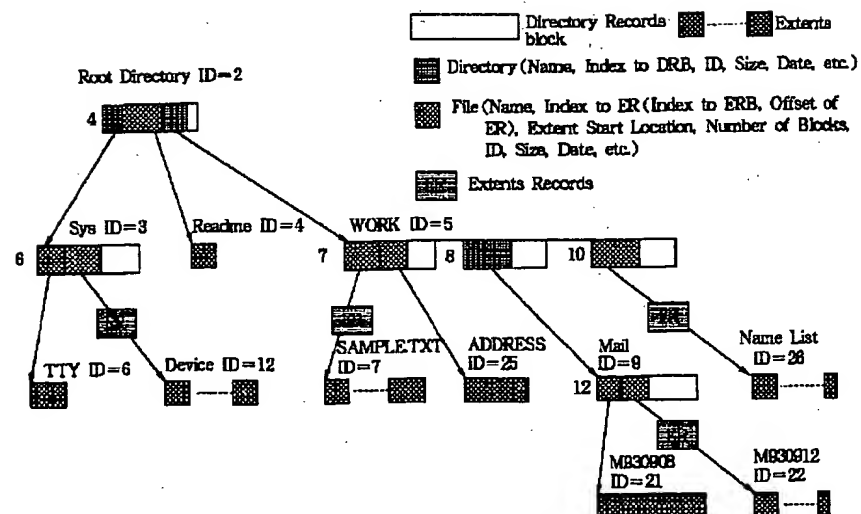 Directory Records
block
Extents
Directory (Name, Index to DRB, ID, Size, Date, etc.)
File (Name, Index to ER (Index to ERB, Offset of
ER), Extent Start Location, Number of Blocks,
ID, Size, Date, etc.)
Extents Records
Root Directory ID=2
4
Sys ID=3
Readme ID=4
WORK ID=5
6
7
8
10
TTY ID=6
Device ID=12
SAMPLE.TXT
ID=7
ADDRESS
ID=25
Mail
ID=9
Name List
ID=26
12
M930908
ID=21
M930912
ID=22